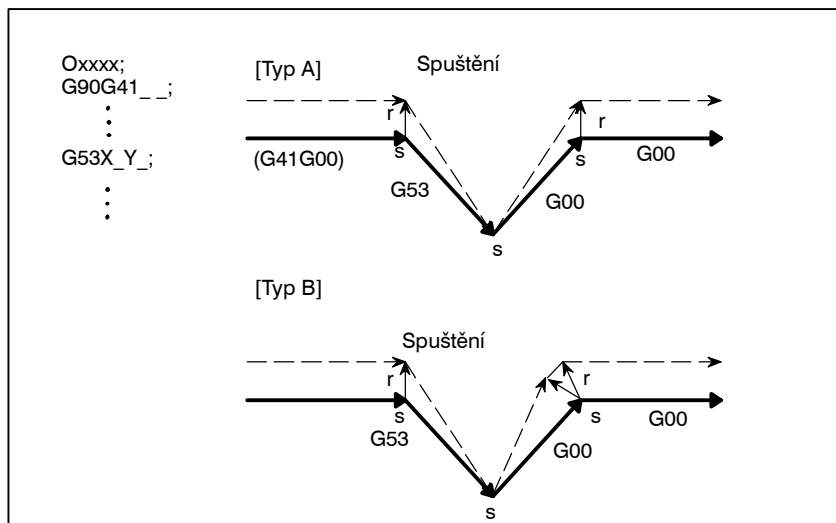 Oxxxx;
G90G41_ _;
G53X_Y_;
[Typ A]
Spuštění
r
r
s
s
(G41G00)
G53
G00
G00
s
[Typ B]
Spuštění
r
r
s
s
G53
G00
G00
s